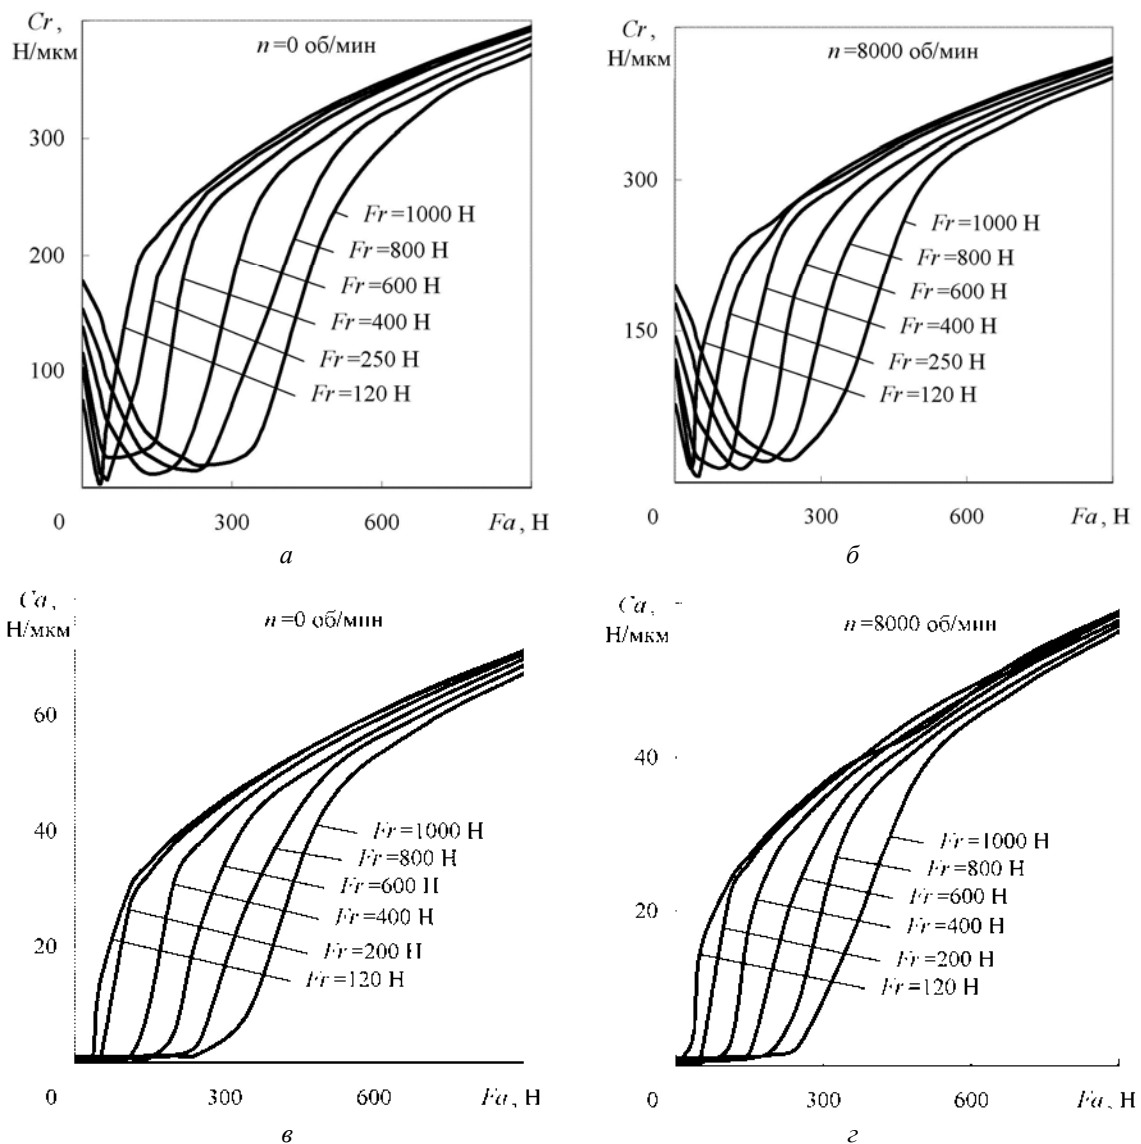 Cr,
Н/мкм
n=0 об/мин
300
200
100
Fr=1000 Н
Fr=800 Н
Fr=600 Н
Fr=400 Н
Fr=250 Н
Fr=120 Н
0
300
600
Fa, Н
а
Cr,
Н/мкм
n=8000 об/мин
300
150
Fr=1000 Н
Fr=800 Н
Fr=600 Н
Fr=400 Н
Fr=250 Н
Fr=120 Н
0
300
600
Fa, Н
б
Ca,
Н/мкм
n=0 об/мин
60
40
20
Fr=1000 Н
Fr=800 Н
Fr=600 Н
Fr=400 Н
Fr=200 Н
Fr=120 Н
0
300
600
Fa, Н
в
Ca,
Н/мкм
n=8000 об/мин
40
20
Fr=1000 Н
Fr=800 Н
Fr=600 Н
Fr=400 Н
Fr=200 Н
Fr=120 Н
0
300
600
Fa, Н
г